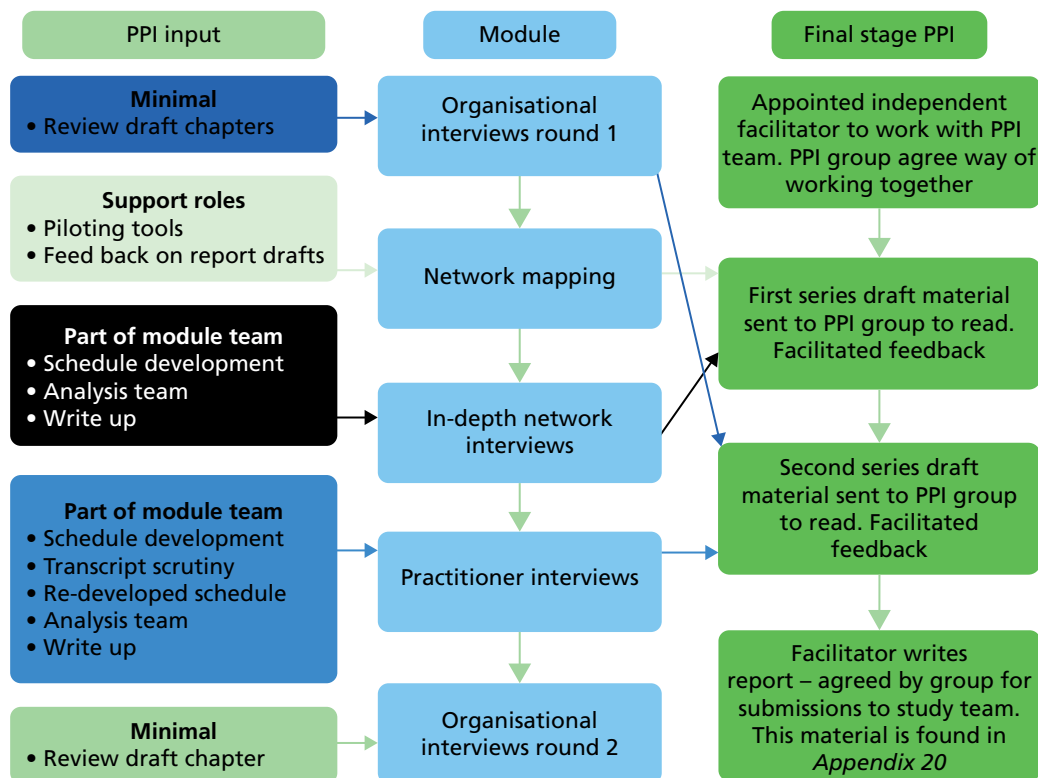 PPI input
Module
Final stage PPI
Minimal
• Review draft chapters
Support roles
• Piloting tools
• Feed back on report drafts
Part of module team
• Schedule development
• Analysis team
• Write up
Part of module team
• Schedule development
• Transcript scrutiny
• Re-developed schedule
• Analysis team
• Write up
Minimal
• Review draft chapter
Organisational
interviews round 1
Network mapping
In-depth network
interviews
Practitioner interviews
Organisational
interviews round 2
Appointed independent
facilitator to work with PPI
team. PPI group agree way of
working together
First series draft material
sent to PPI group to read.
Facilitated feedback
Second series draft
material sent to PPI group
to read. Facilitated
feedback
Facilitator writes
report – agreed by group for
submissions to study team.
This material is found in
Appendix 20